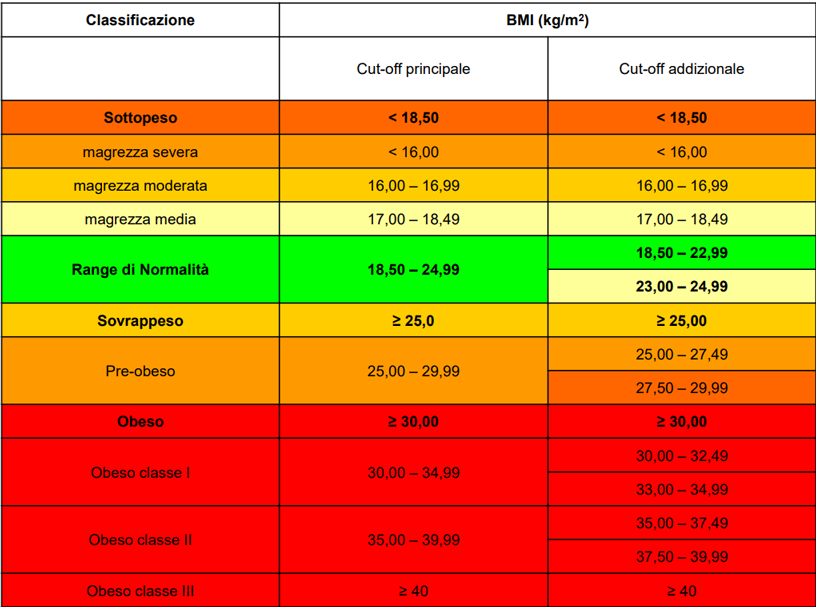 Classificazione BMI (kg/m²)
Cut-off principale Cut-off addizionale
Sottopeso < 18,50 < 18,50
magrezza severa < 16,00 < 16,00
magrezza moderata 16,00 – 16,99 16,00 – 16,99
magrezza media 17,00 – 18,49 17,00 – 18,49
Range di Normalità 18,50 – 24,99 18,50 – 22,99
23,00 – 24,99
Sovrappeso ≥ 25,0 ≥ 25,00
Pre-obeso 25,00 – 29,99 25,00 – 27,49
27,50 – 29,99
Obeso ≥ 30,00 ≥ 30,00
Obeso classe I 30,00 – 34,99 30,00 – 32,49
33,00 – 34,99
Obeso classe II 35,00 – 39,99 35,00 – 37,49
37,50 – 39,99
Obeso classe III ≥ 40 ≥ 40